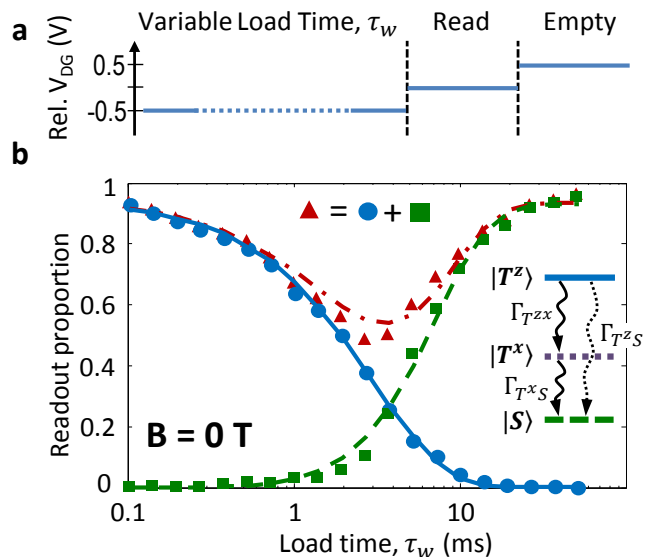 a
Variable Load Time, τw Read Empty
Rel. VDG (V)
0.5
-0.5
b
Readout proportion
1
0.8
0.6
0.4
0.2
0
▲ = ● + ■
|Tᶻ⟩
ΓTᶻˣ
ΓTᶻS
|Tˣ⟩
ΓTˣS
|S⟩
B = 0 T
0.1 1 10
Load time, τw (ms)